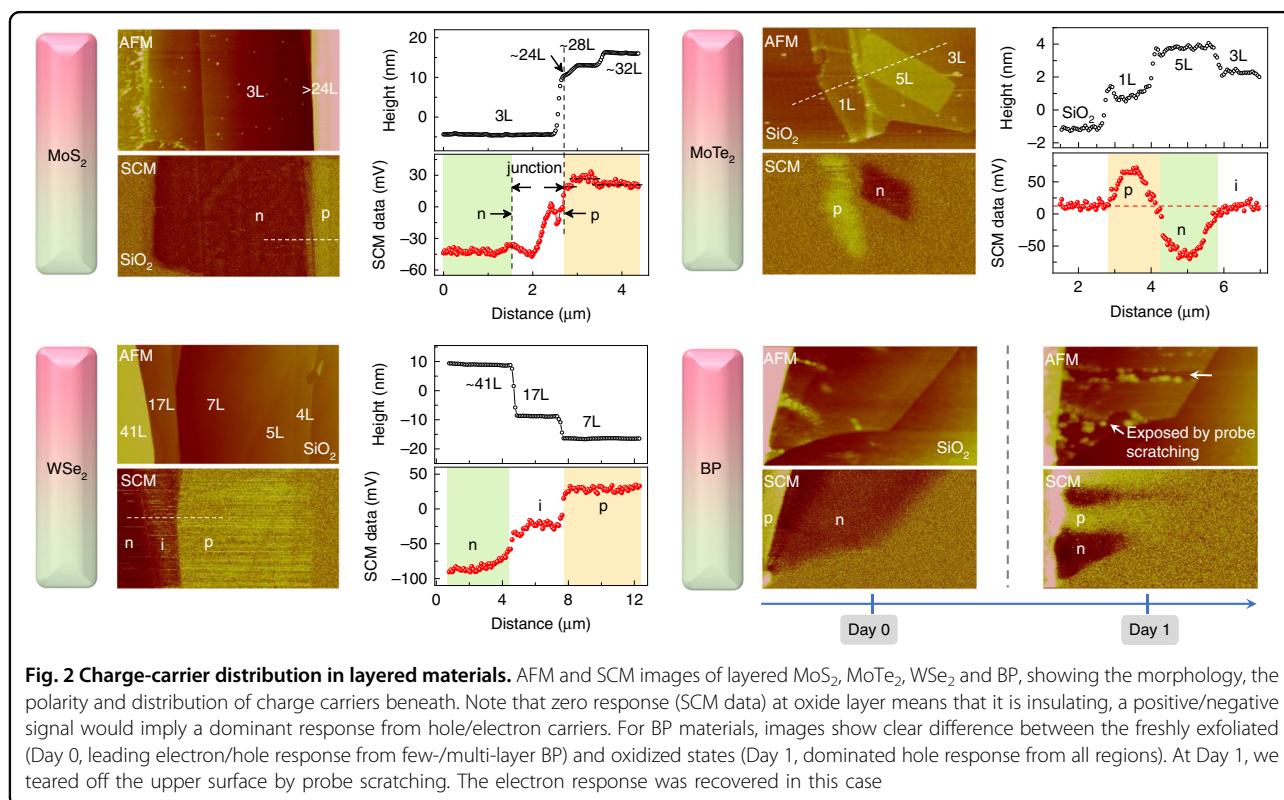 MoS2
AFM
3L
>24L
SCM
n
p
SiO2
Height (nm)
20
10
0
3L
~24L
~28L
~32L
SCM data (mV)
30
0
−30
−60
junction
n
p
0
2
4
Distance (μm)
MoTe2
AFM
3L
5L
1L
SiO2
SCM
n
p
Height (nm)
4
2
0
−2
SiO2
1L
5L
3L
SCM data (mV)
50
0
−50
p
n
i
2
4
6
Distance (μm)
WSe2
AFM
17L
7L
4L
41L
5L
SiO2
SCM
n
i
p
Height (nm)
10
0
−10
−20
~41L
17L
7L
SCM data (mV)
50
0
−50
−100
n
i
p
0
4
8
12
Distance (μm)
BP
AFM
SiO2
SCM
p
n
AFM
Exposed by probe
scratching
SCM
p
n
Day 0
Day 1
Fig. 2 Charge-carrier distribution in layered materials. AFM and SCM images of layered MoS2, MoTe2, WSe2 and BP, showing the morphology, the
polarity and distribution of charge carriers beneath. Note that zero response (SCM data) at oxide layer means that it is insulating, a positive/negative
signal would imply a dominant response from hole/electron carriers. For BP materials, images show clear difference between the freshly exfoliated
(Day 0, leading electron/hole response from few-/multi-layer BP) and oxidized states (Day 1, dominated hole response from all regions). At Day 1, we
teared off the upper surface by probe scratching. The electron response was recovered in this case